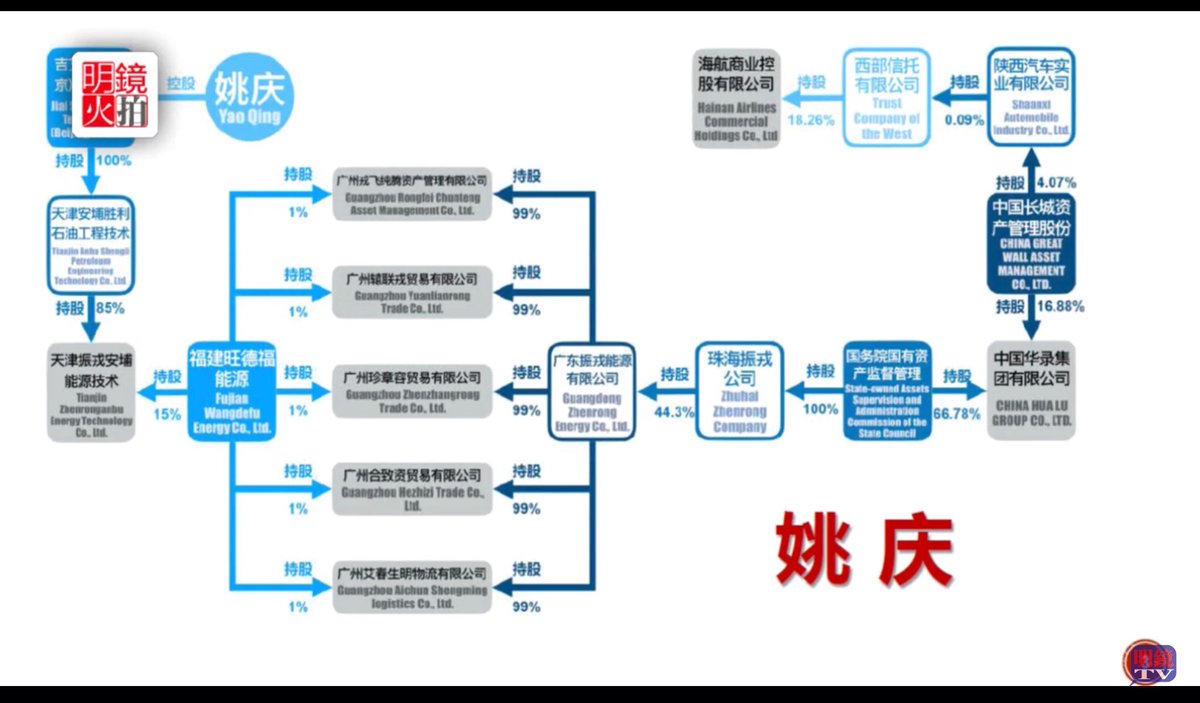 明鏡
火拍
吉
京)
Jiai
Te
(Beij
控股
姚庆
Yao Qing
持股 100%
天津安埔胜利
石油工程技术
Tianjin Anbu Shengli
Petroleum
Engineering
Technology Co., Ltd.
持股 85%
天津振戎安埔
能源技术
Tianjin
Zhenronganbu
Energy Technology
Co., Ltd.
持股
15%
福建旺德福
能源
Fujian
Wangdefu
Energy Co., Ltd.
持股
1%
广州戎飞纯腾资产管理有限公司
Guangzhou Rongfei Chunteng
Asset Management Co., Ltd.
持股
99%
持股
1%
广州辕联戎贸易有限公司
Guangzhou Yuanlianrong
Trade Co., Ltd.
持股
99%
持股
1%
广州珍章容贸易有限公司
Guangzhou Zhenzhangrong
Trade Co., Ltd.
持股
99%
持股
1%
广州合致资贸易有限公司
Guangzhou Hezhizi Trade Co.,
Ltd.
持股
99%
持股
1%
广州艾春生明物流有限公司
Guangzhou Aichun Shengming
logistics Co., Ltd.
持股
99%
广东振戎能源
有限公司
Guangdong
Zhenrong
Energy Co., Ltd.
持股
44.3%
珠海振戎
公司
Zhuhai
Zhenrong
Company
持股
100%
国务院国有资
产监督管理
State-owned Assets
Supervision and
Administration
Commission of the
State Council
持股
66.78%
中国华录集
团有限公司
CHINA HUA LU
GROUP CO., LTD.
持股 16.88%
中国长城资
产管理股份
CHINA GREAT
WALL ASSET
MANAGEMENT
CO., LTD.
持股 4.07%
陕西汽车实
业有限公司
Shaanxi
Automobile
Industry Co., Ltd.
持股
0.09%
西部信托
有限公司
Trust
Company of
the West
持股
18.26%
海航商业控
股有限公司
Hainan Airlines
Commercial
Holdings Co., Ltd
姚庆
明鏡
TV